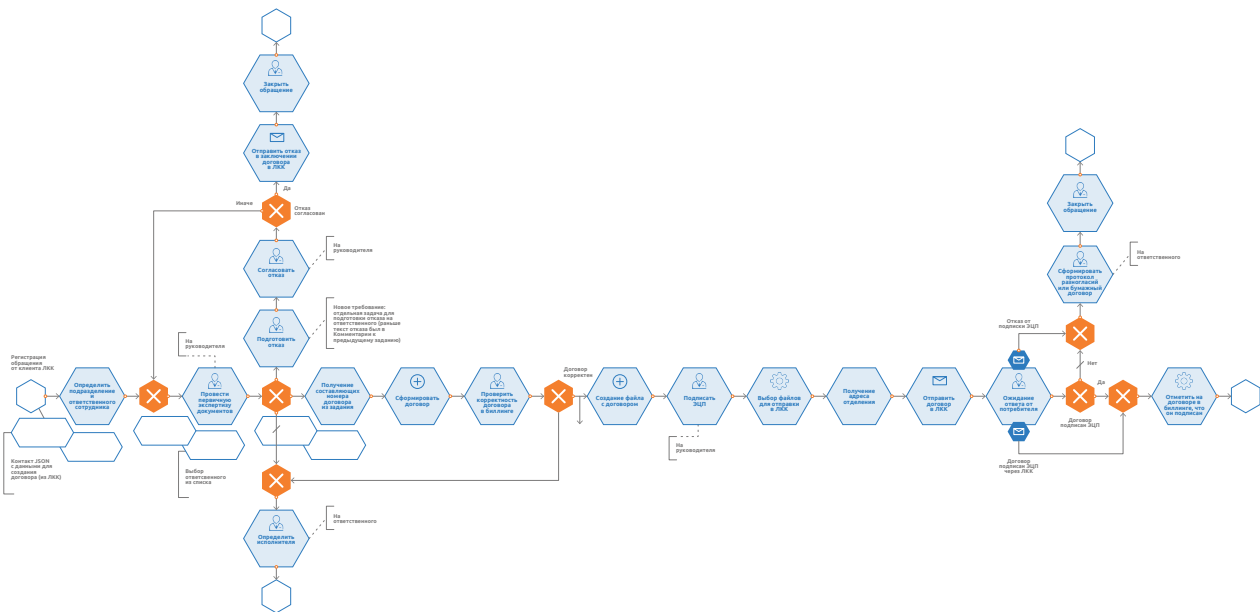 Закрыть
обращение
Отправить отказ
в заключении
договора
в ЛКК
Да
Иначе
Отказ
согласован
Согласовать
отказ
На
руководителя
Подготовить
отказ
Новое требование:
отдельная задача для
подготовки отказа на
ответственного (раньше
текст отказа был в
Комментарии к
предыдущему заданию)
На
руководителя
Регистрация
обращения
от клиента ЛКК
Определить
подразделение
и
ответственного
сотрудника
Провести
первичную
экспертизу
документов
Получение
составляющих
номера
договора
из задания
Сформировать
договор
Проверить
корректность
договора
в биллинге
Договор
корректен
Создание файла
с договором
Подписать
ЭЦП
На
руководителя
Выбор файлов
для отправки
в ЛКК
Получение
адреса
отделения
Отправить
договор
в ЛКК
Ожидание
ответа от
потребителя
Отказ от
подписки ЭЦП
Договор
подписан ЭЦП
через ЛКК
Закрыть
обращение
Сформировать
протокол
разногласий
или бумажный
договор
На
ответственного
Нет
Да
Договор
подписан ЭЦП
Отметить на
договоре в
биллинге, что
он подписан
Контакт JSON
с данными для
создания
договора (из ЛКК)
Выбор
ответственного
из списка
На
ответственного
Определить
исполнителя